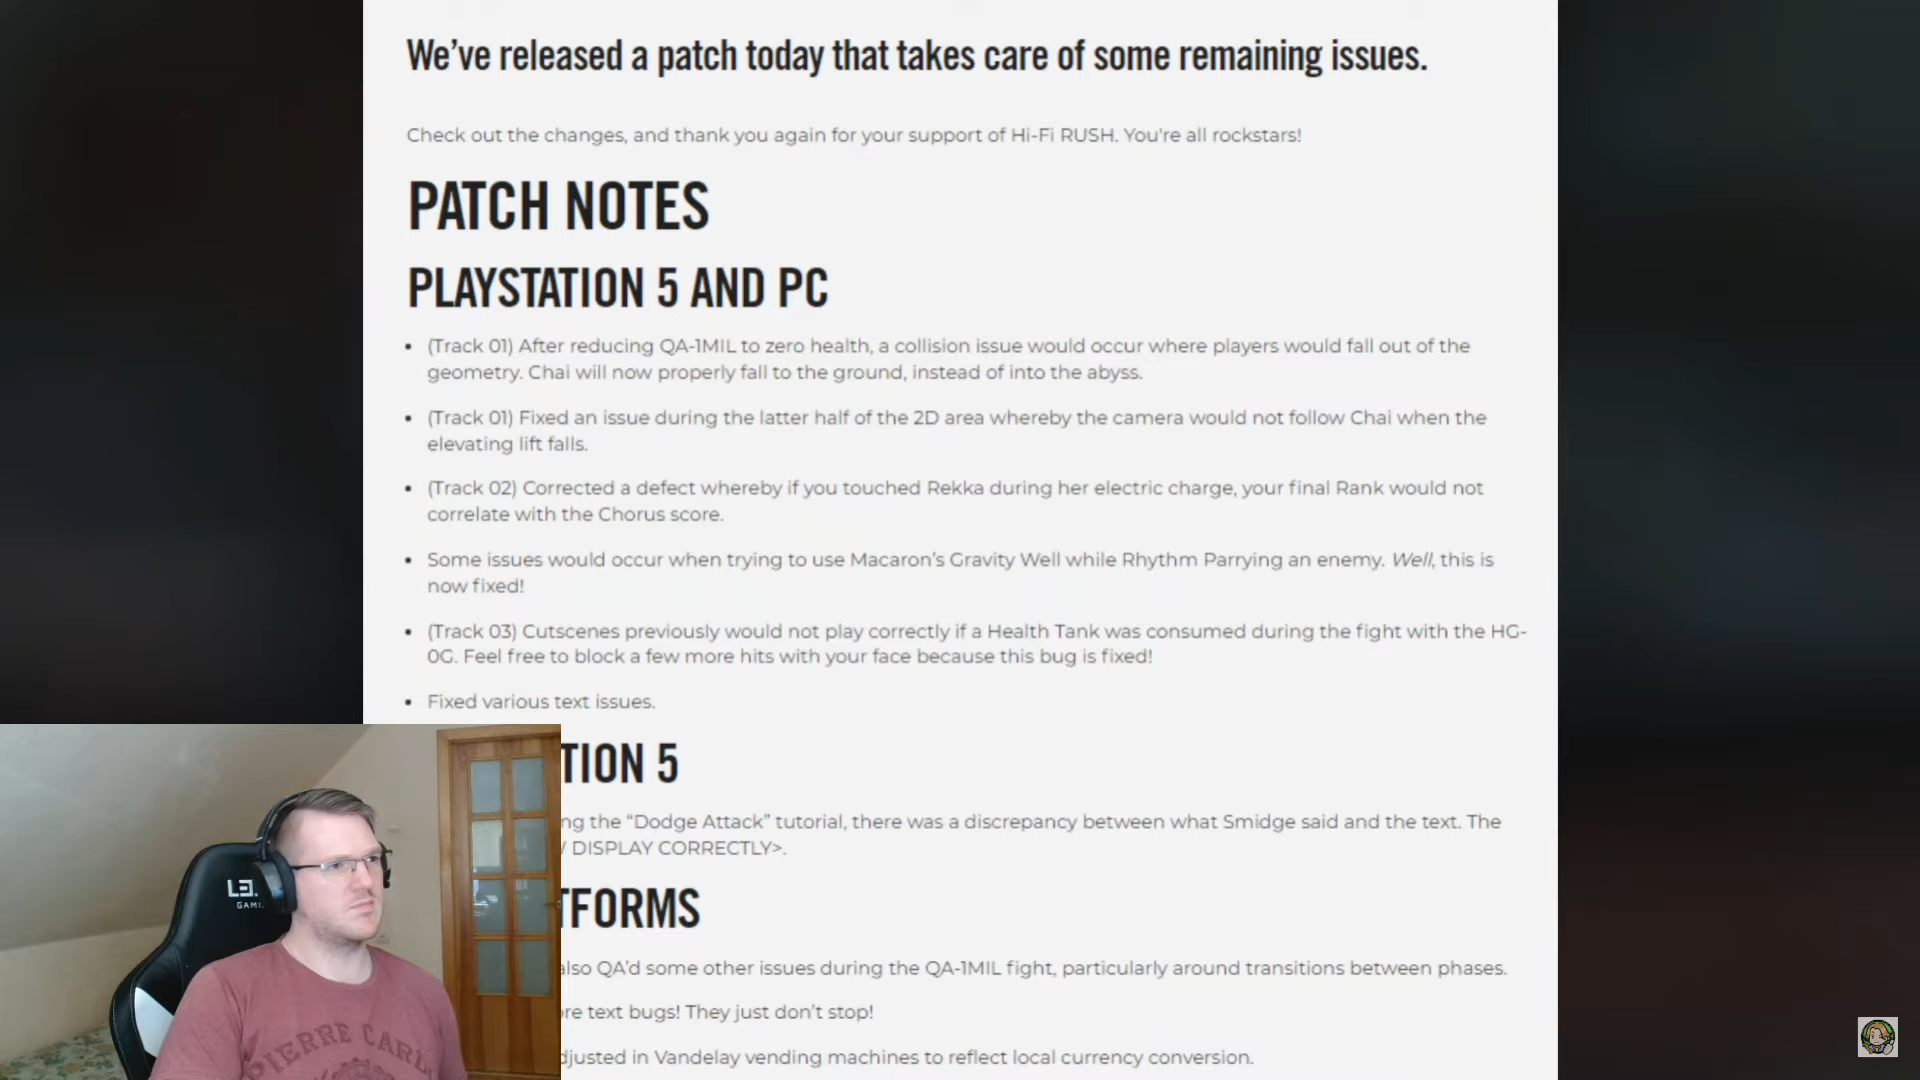 We've released a patch today that takes care of some remaining issues.
Check out the changes, and thank you again for your support of Hi-Fi RUSH. You're all rockstars!
PATCH NOTES
PLAYSTATION 5 AND PC
• (Track 01) After reducing QA-1MIL to zero health, a collision issue would occur where players would fall out of the
geometry. Chai will now properly fall to the ground, instead of into the abyss.
• (Track 01) Fixed an issue during the latter half of the 2D area whereby the camera would not follow Chai when the
elevating lift falls.
• (Track 02) Corrected a defect whereby if you touched Rekka during her electric charge, your final Rank would not
correlate with the Chorus score.
• Some issues would occur when trying to use Macaron's Gravity Well while Rhythm Parrying an enemy. Well, this is
now fixed!
• (Track 03) Cutscenes previously would not play correctly if a Health Tank was consumed during the fight with the HG-
0G. Feel free to block a few more hits with your face because this bug is fixed!
• Fixed various text issues.
TION 5
ng the “Dodge Attack” tutorial, there was a discrepancy between what Smidge said and the text. The
DISPLAY CORRECTLY>.
TFORMS
also QA'd some other issues during the QA-1MIL fight, particularly around transitions between phases.
re text bugs! They just don't stop!
djusted in Vandelay vending machines to reflect local currency conversion.
PIERRE CARL